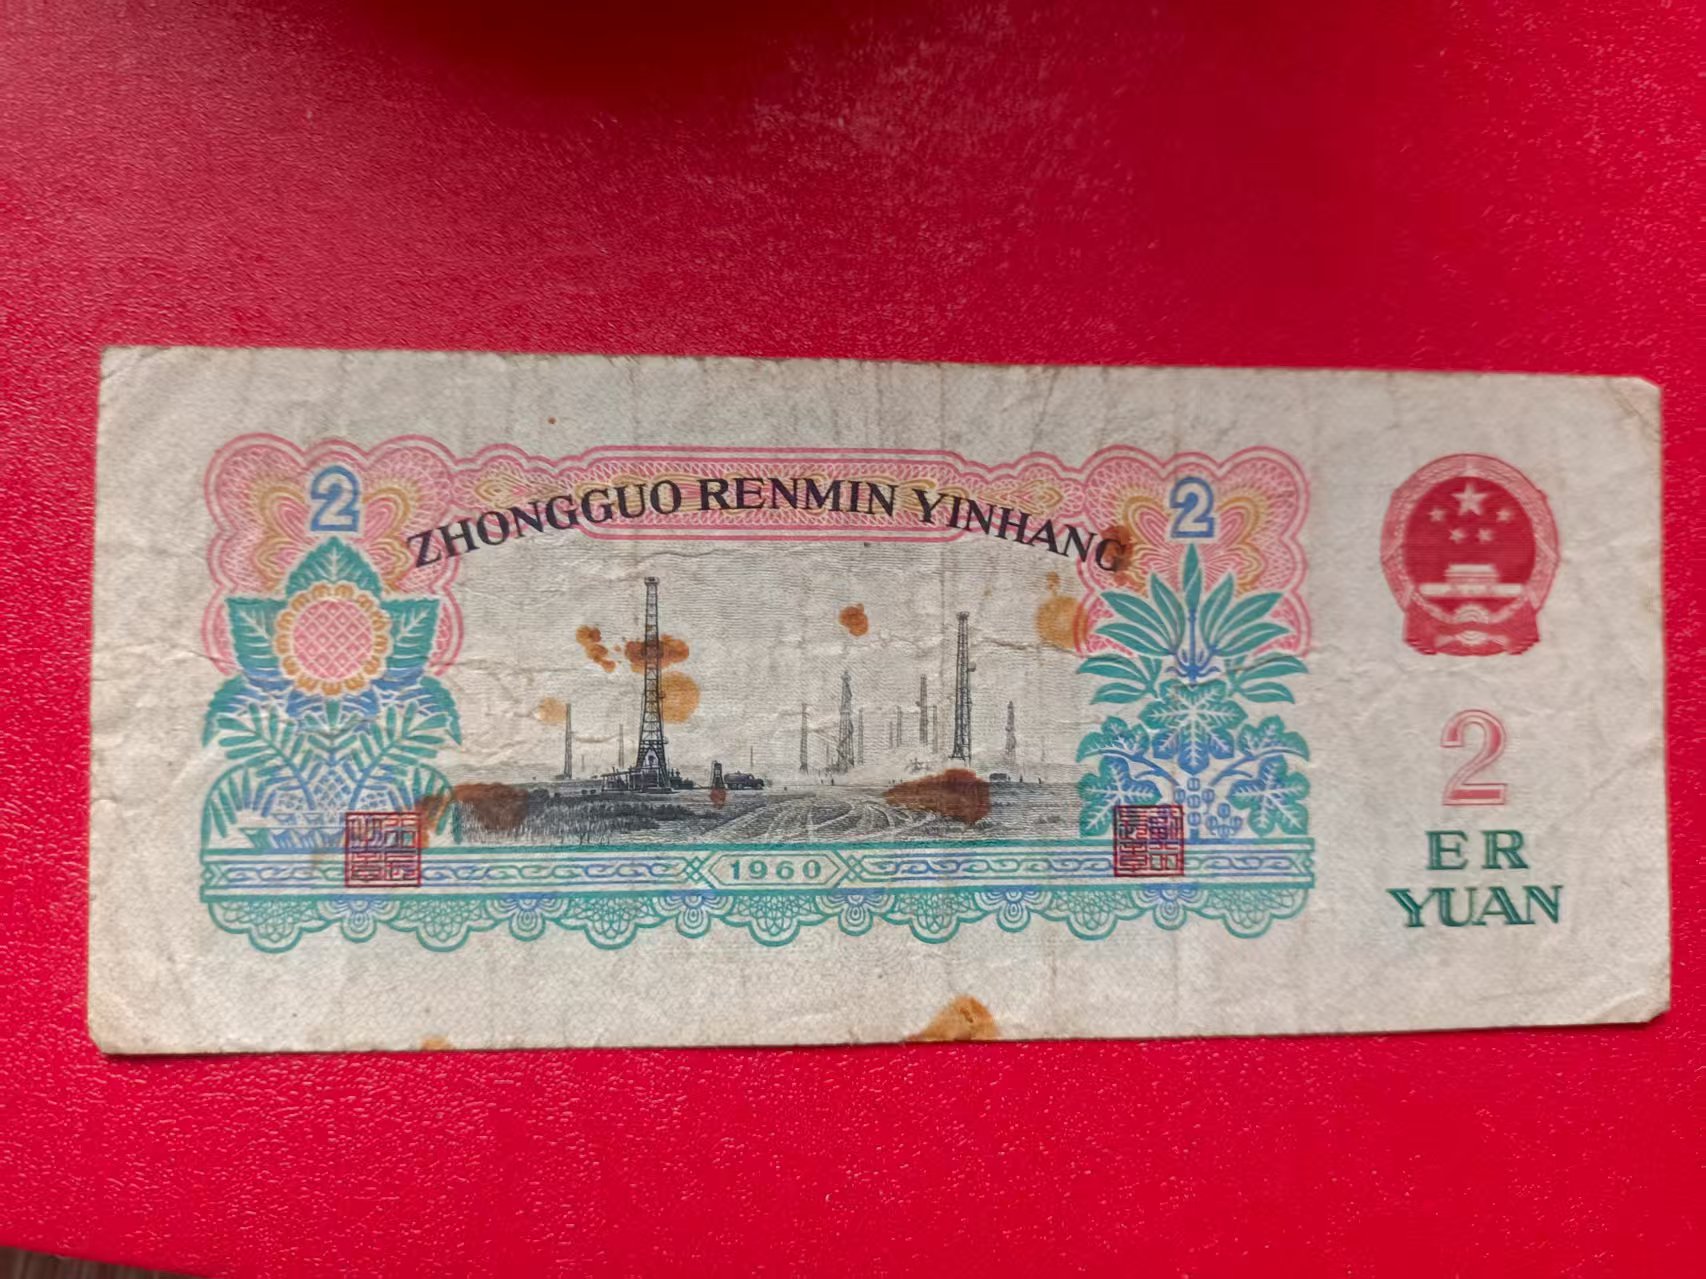 2
2
ZHONGGUO RENMIN YINHANG
2
ER
YUAN
1960